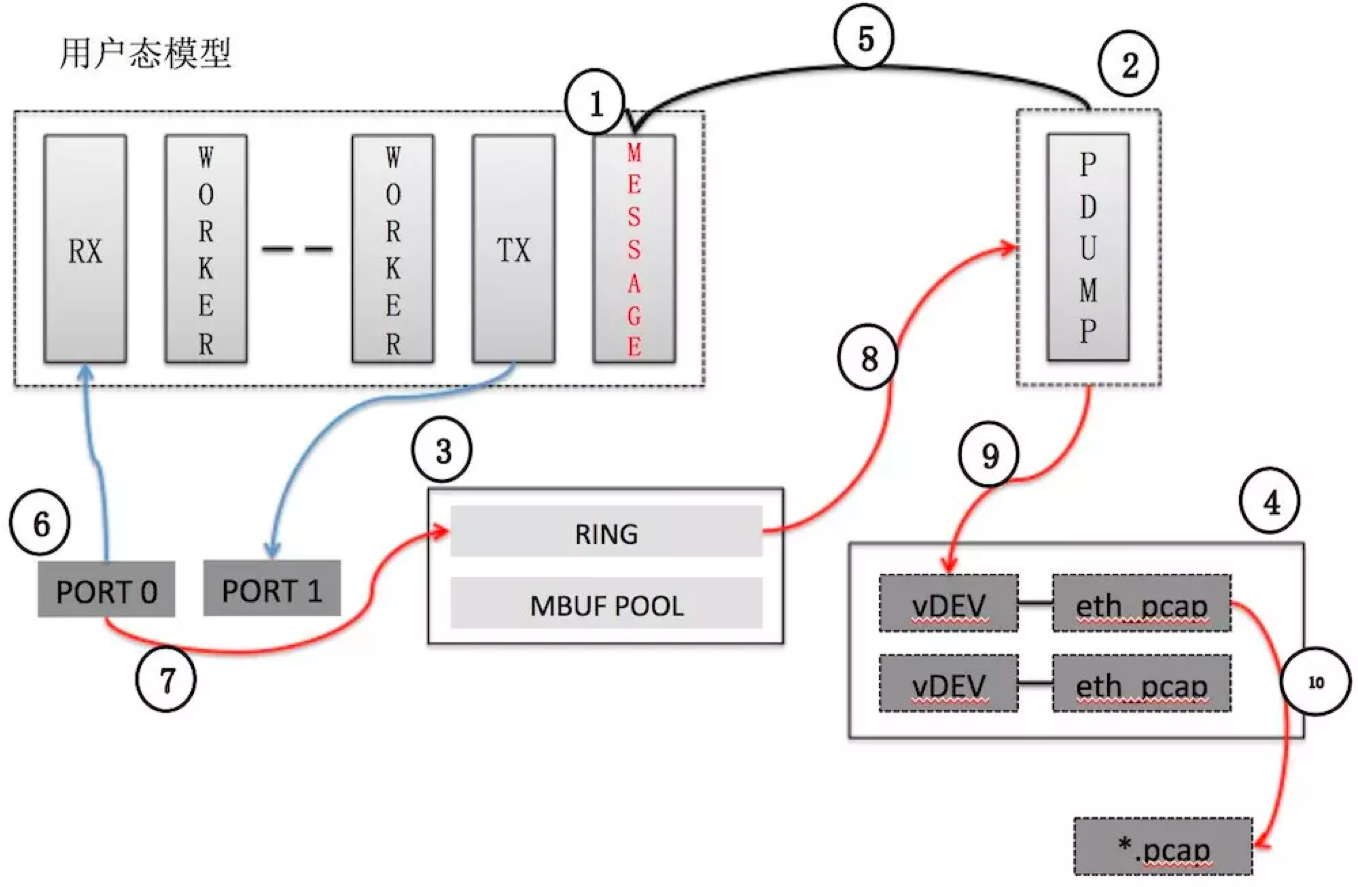 用户态模型
①
②
⑤
RX
WORKER
WORKER
TX
MESSAGE
PDUMP
⑧
③
⑨
④
⑥
RING
PORT 0
PORT 1
MBUF POOL
vDEV
eth_pcap
⑦
vDEV
eth_pcap
10
*.pcap